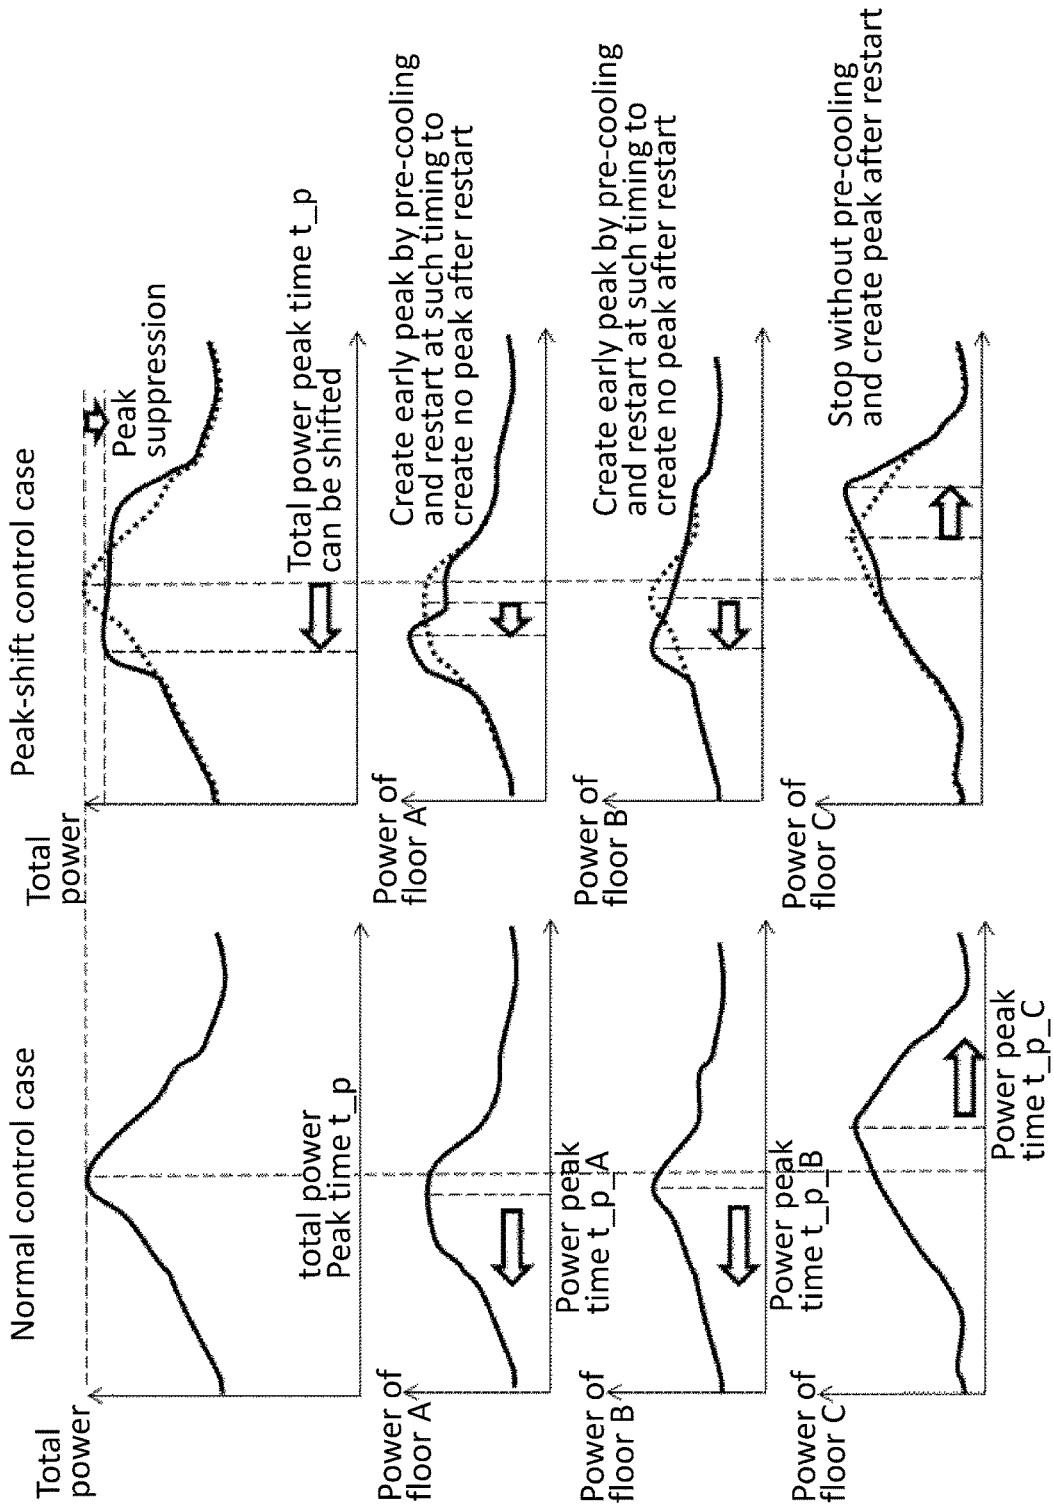 Normal control case
Total
power
total power
Peak time t_p
Power of
floor A
Power peak
time t_p_A
Power of
floor B
Power peak
time t_p_B
Power of
floor C
Power peak
time t_p_C
Peak-shift control case
Total
power
Peak
suppression
Total power peak time t_p
can be shifted
Power of
floor A
Create early peak by pre-cooling
and restart at such timing to
create no peak after restart
Power of
floor B
Create early peak by pre-cooling
and restart at such timing to
create no peak after restart
Power of
floor C
Stop without pre-cooling
and create peak after restart